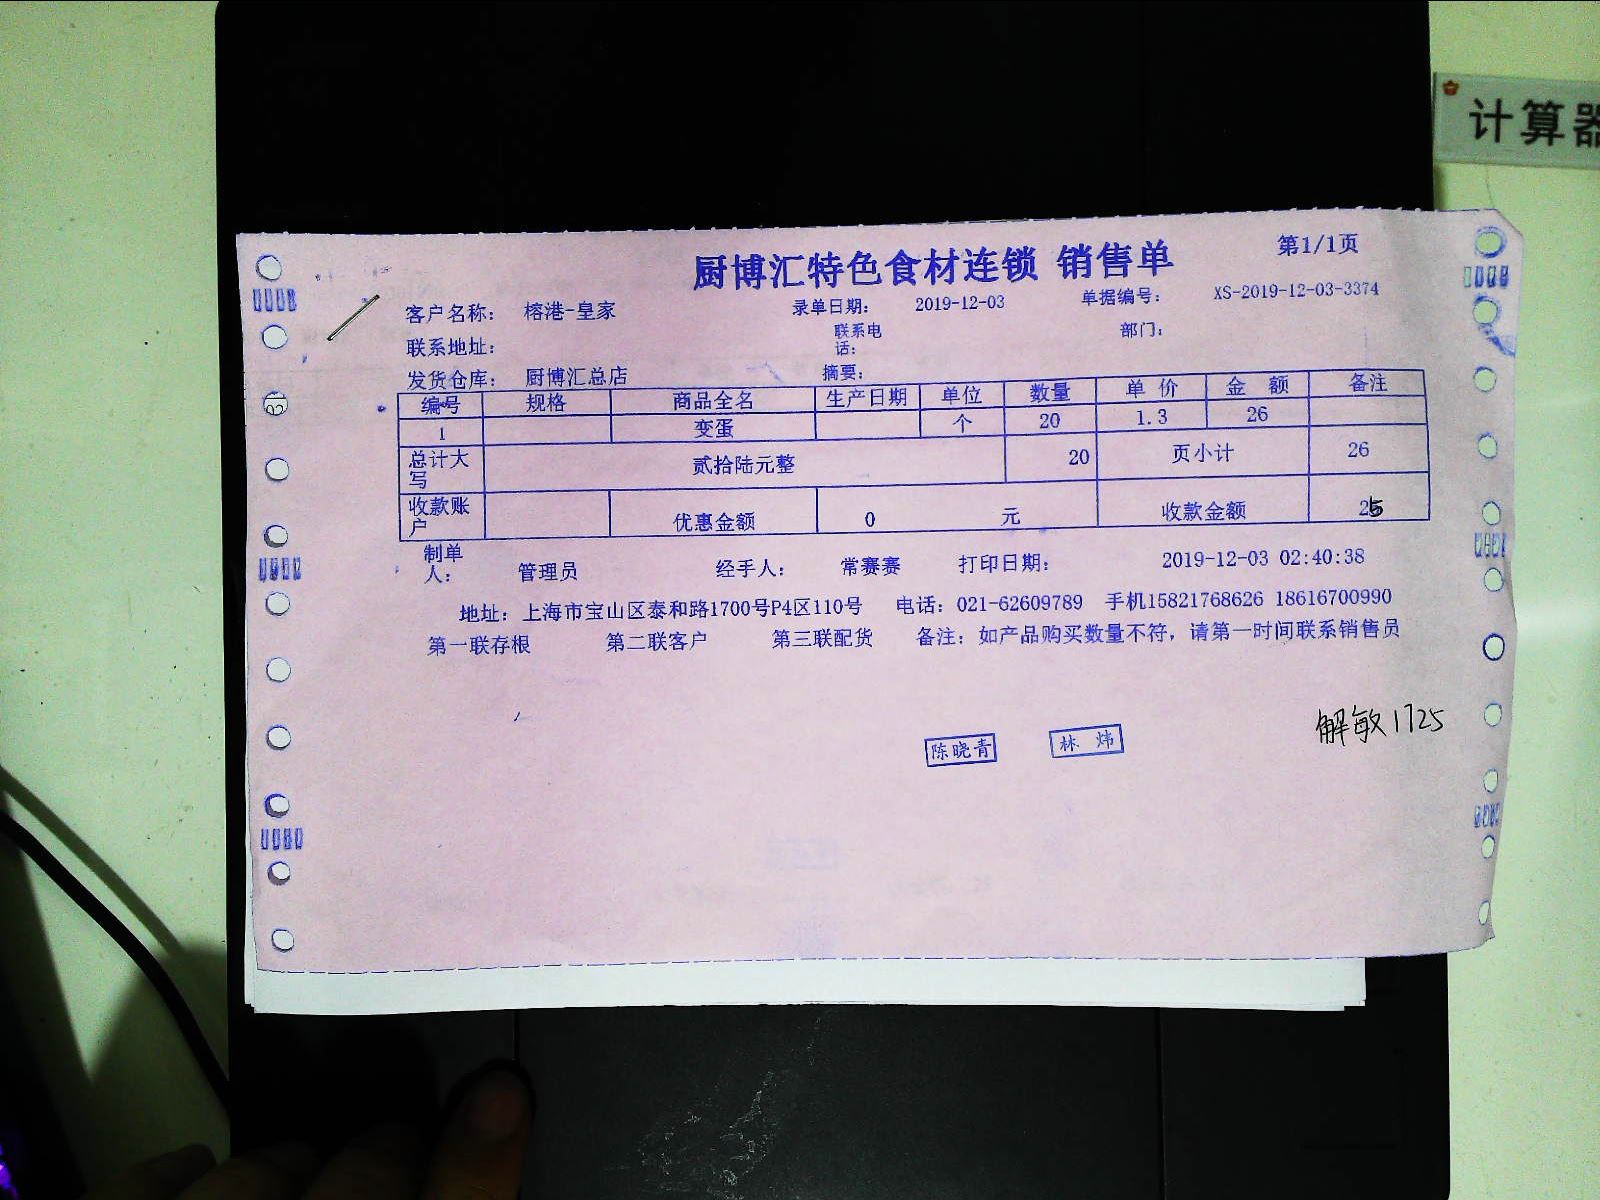 计算器
厨博汇特色食材连锁 销售单 第1/1页
客户名称： 榕港-皇家 录单日期： 2019-12-03 单据编号： XS-2019-12-03-3374
联系地址： 联系电话： 部门：
发货仓库： 厨博汇总店 摘要：
编号 规格 商品全名 生产日期 单位 数量 单 价 金 额 备注
1 变蛋 个 20 1.3 26
总计大写 贰拾陆元整 20 页小计 26
收款账户 优惠金额 0 元 收款金额 25
制单人： 管理员 经手人： 常赛赛 打印日期： 2019-12-03 02:40:38
地址：上海市宝山区泰和路1700号P4区110号 电话：021-62609789 手机15821768626 18616700990
第一联存根 第二联客户 第三联配货 备注：如产品购买数量不符，请第一时间联系销售员
解敏1725
陈晓青 林 炜